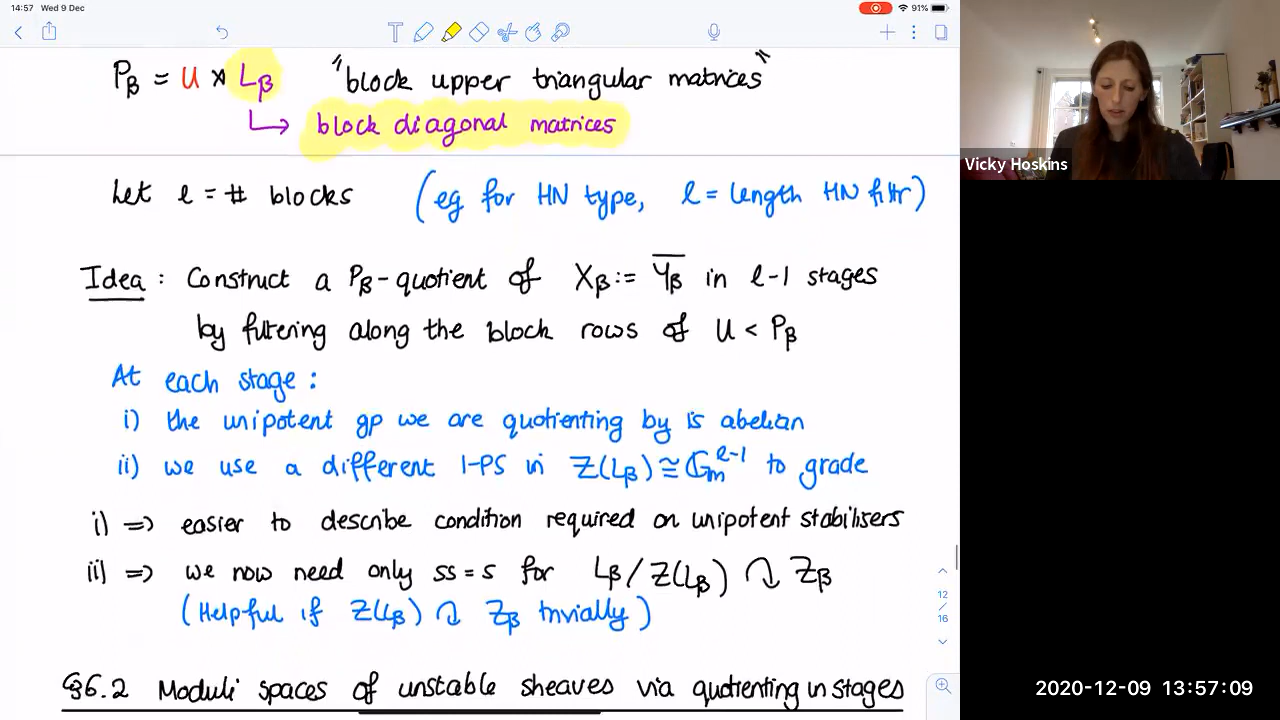 14:57 Wed 9 Dec
91%
Pβ = U ⋊ Lβ "block upper triangular matrices"
↳ block diagonal matrices
Let ℓ = # blocks (eg for HN type, ℓ = length HN filtr)
Idea : Construct a Pβ-quotient of Xβ := \overline{Yβ} in ℓ-1 stages
by filtering along the block rows of U < Pβ
At each stage :
i) the unipotent gp we are quotienting by is abelian
ii) we use a different 1-PS in Z(Lβ) ≅ 𝔾_m^{ℓ-1} to grade
i) ⇒ easier to describe condition required on unipotent stabilisers
ii) ⇒ we now need only ss = s for Lβ / Z(Lβ) ↷ Zβ
(Helpful if Z(Lβ) ↷ Zβ trivially)
§6.2 Moduli spaces of unstable sheaves via quotienting in stages
12
/
16
Vicky Hoskins
2020-12-09 13:57:09